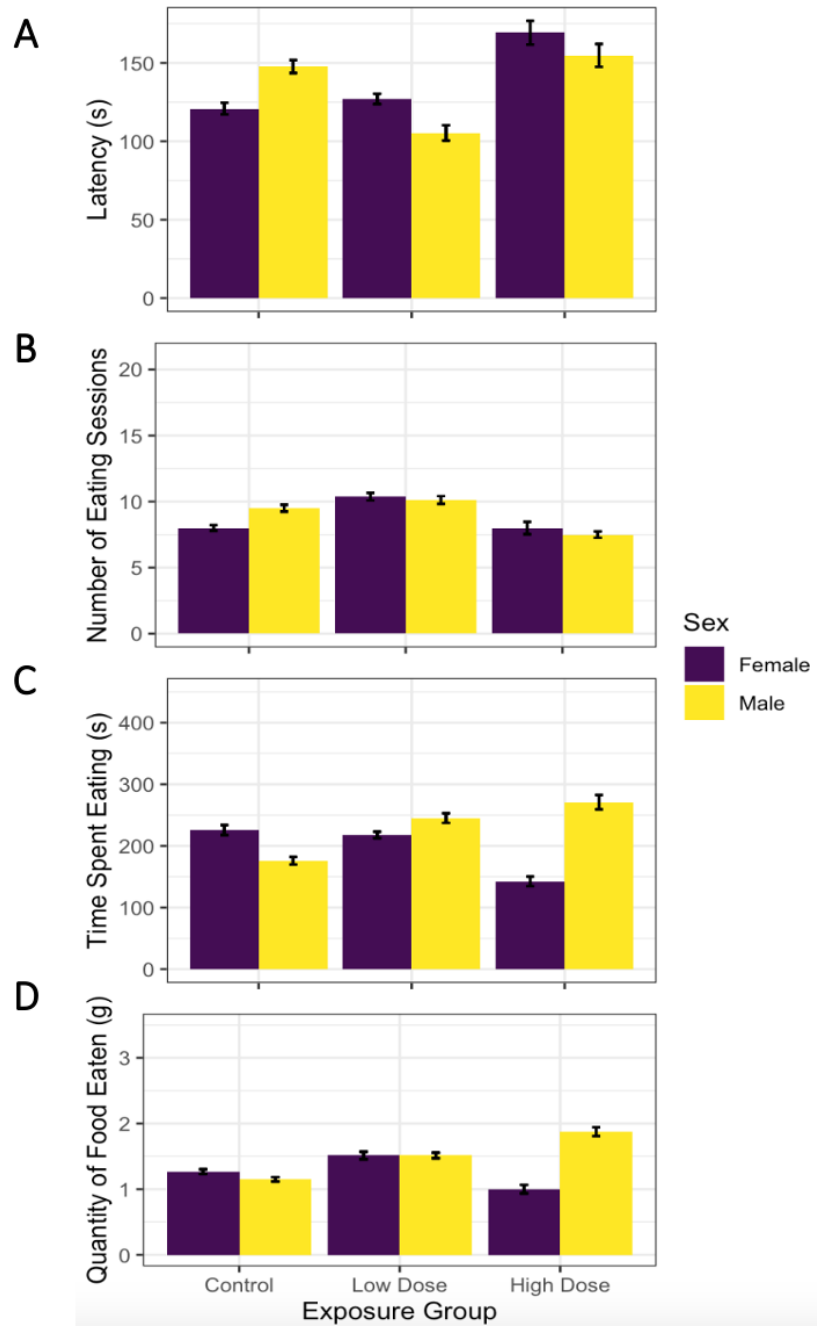 A
Latency (s)
150
100
50
0
B
Number of Eating Sessions
20
15
10
5
0
Sex
Female
Male
C
Time Spent Eating (s)
400
300
200
100
0
D
Quantity of Food Eaten (g)
3
2
1
0
Control Low Dose High Dose
Exposure Group